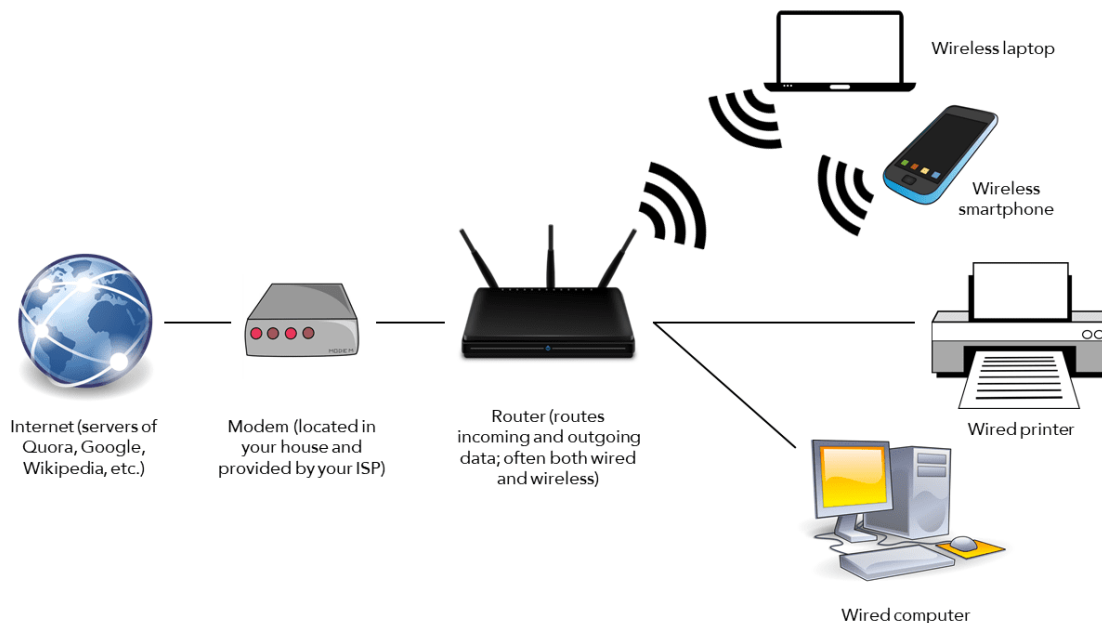 Wireless laptop
Wireless
smartphone
MODEM
Internet (servers of
Quora, Google,
Wikipedia, etc.)
Modem (located in
your house and
provided by your ISP)
Router (routes
incoming and outgoing
data; often both wired
and wireless)
Wired printer
Wired computer